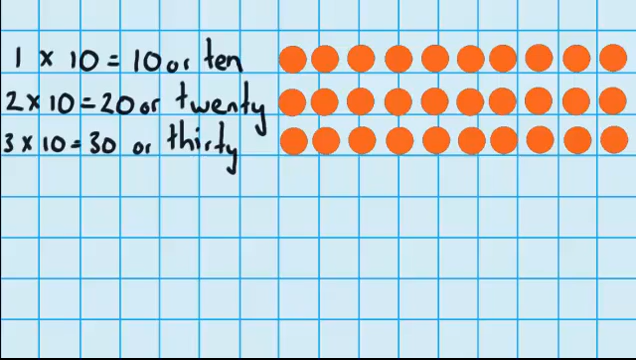 1 x 10 = 10 or ten
2 x 10 = 20 or twenty
3 x 10 = 30 or thirty